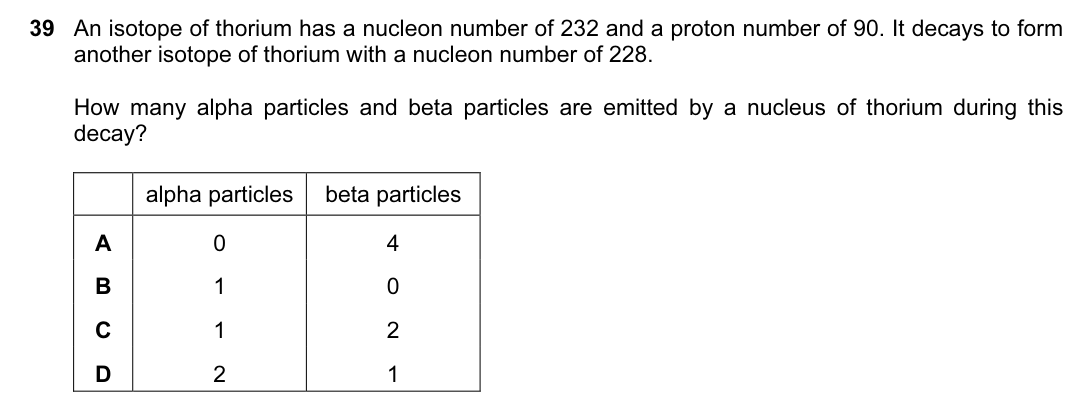 39 An isotope of thorium has a nucleon number of 232 and a proton number of 90. It decays to form
another isotope of thorium with a nucleon number of 228.
How many alpha particles and beta particles are emitted by a nucleus of thorium during this
decay?
alpha particles beta particles
A 0 4
B 1 0
C 1 2
D 2 1